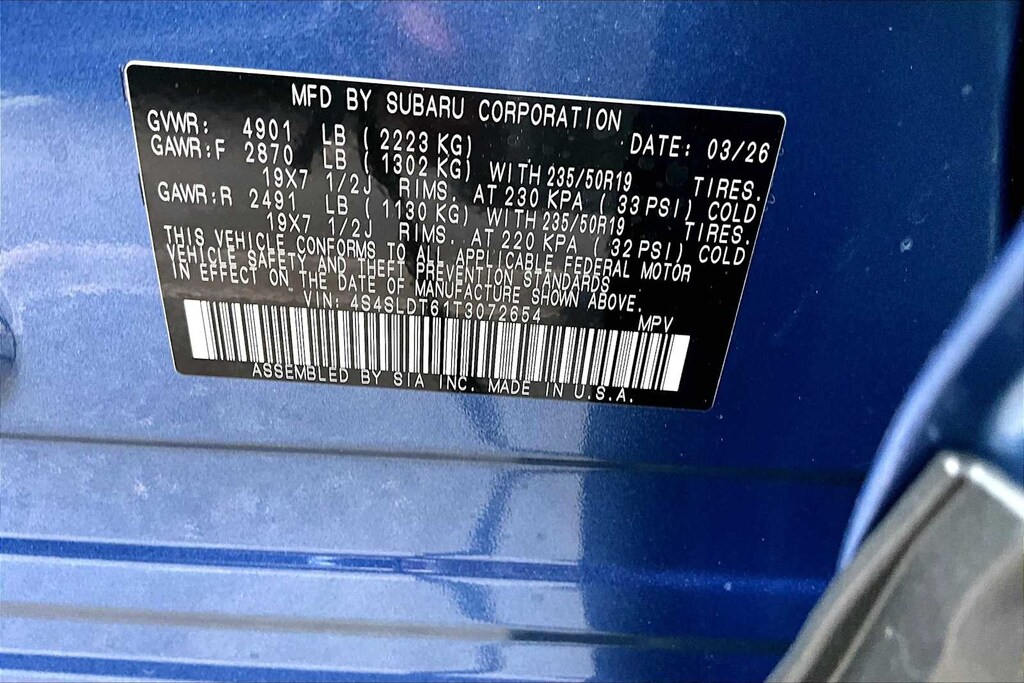 MFD BY SUBARU CORPORATION
GVWR: 4901 LB ( 2223 KG) DATE: 03/26
GAWR:F 2870 LB ( 1302 KG) WITH 235/50R19 TIRES.
19X7 1/2J RIMS. AT 230 KPA ( 33 PSI) COLD
GAWR:R 2491 LB ( 1130 KG) WITH 235/50R19 TIRES.
19X7 1/2J RIMS. AT 220 KPA ( 32 PSI) COLD
THIS VEHICLE CONFORMS TO ALL APPLICABLE FEDERAL MOTOR
VEHICLE SAFETY AND THEFT PREVENTION STANDARDS
IN EFFECT ON THE DATE OF MANUFACTURE SHOWN ABOVE.
VIN: 4S4SLDT61T3072654 MPV
ASSEMBLED BY SIA INC. MADE IN U.S.A.